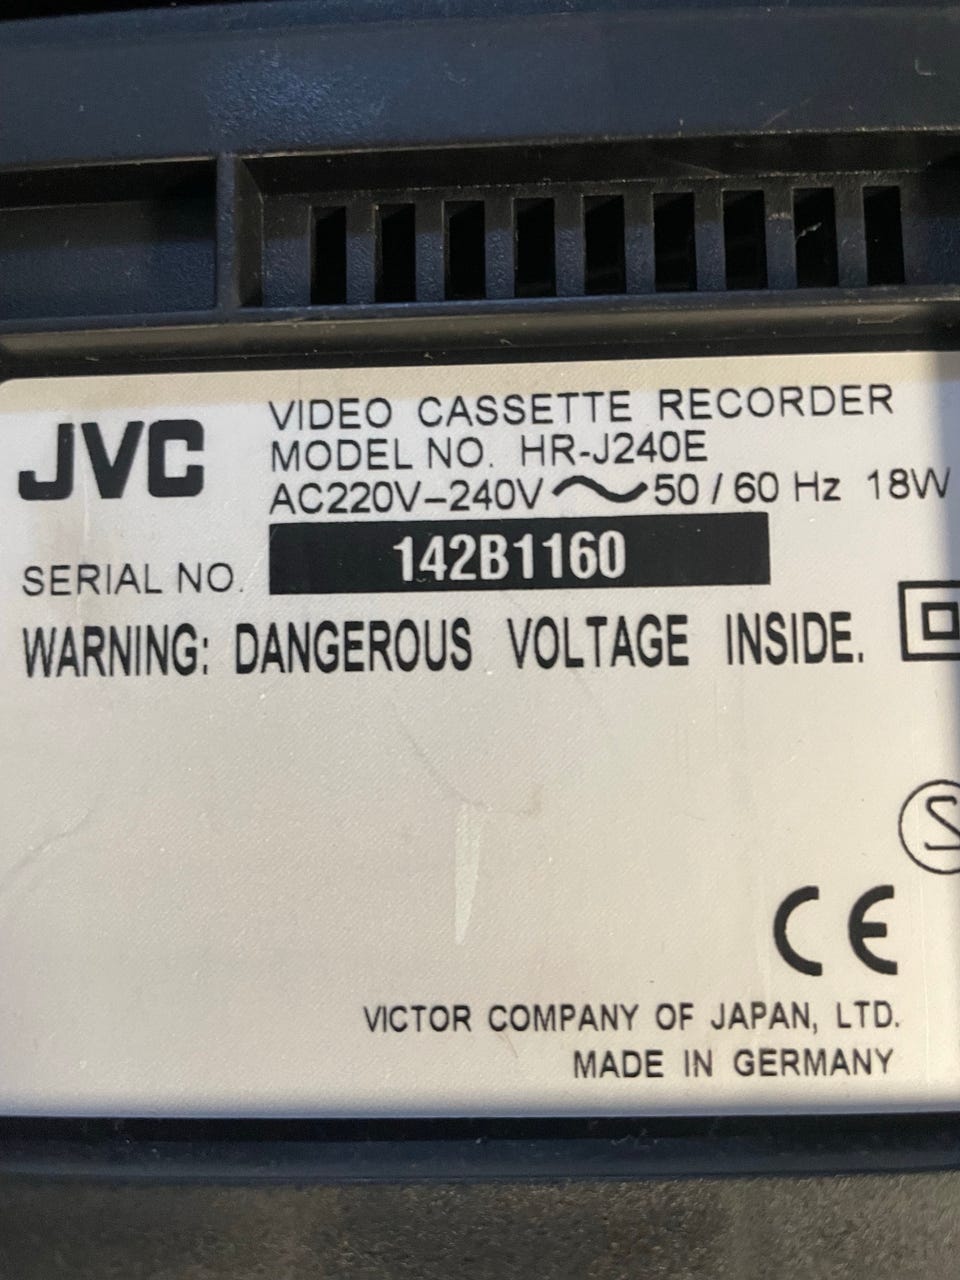 VIDEO CASSETTE RECORDER
JVC MODEL NO. HR-J240E
AC220V–240V ~ 50 / 60 Hz 18W
SERIAL NO. 142B1160
WARNING: DANGEROUS VOLTAGE INSIDE.
S
CE
VICTOR COMPANY OF JAPAN, LTD.
MADE IN GERMANY